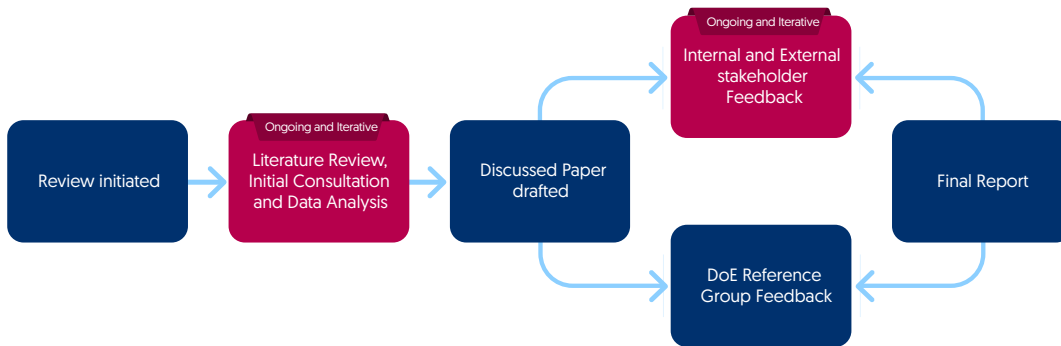 Review initiated
Ongoing and Iterative
Literature Review,
Initial Consultation
and Data Analysis
Discussed Paper
drafted
Ongoing and Iterative
Internal and External
stakeholder
Feedback
DoE Reference
Group Feedback
Final Report